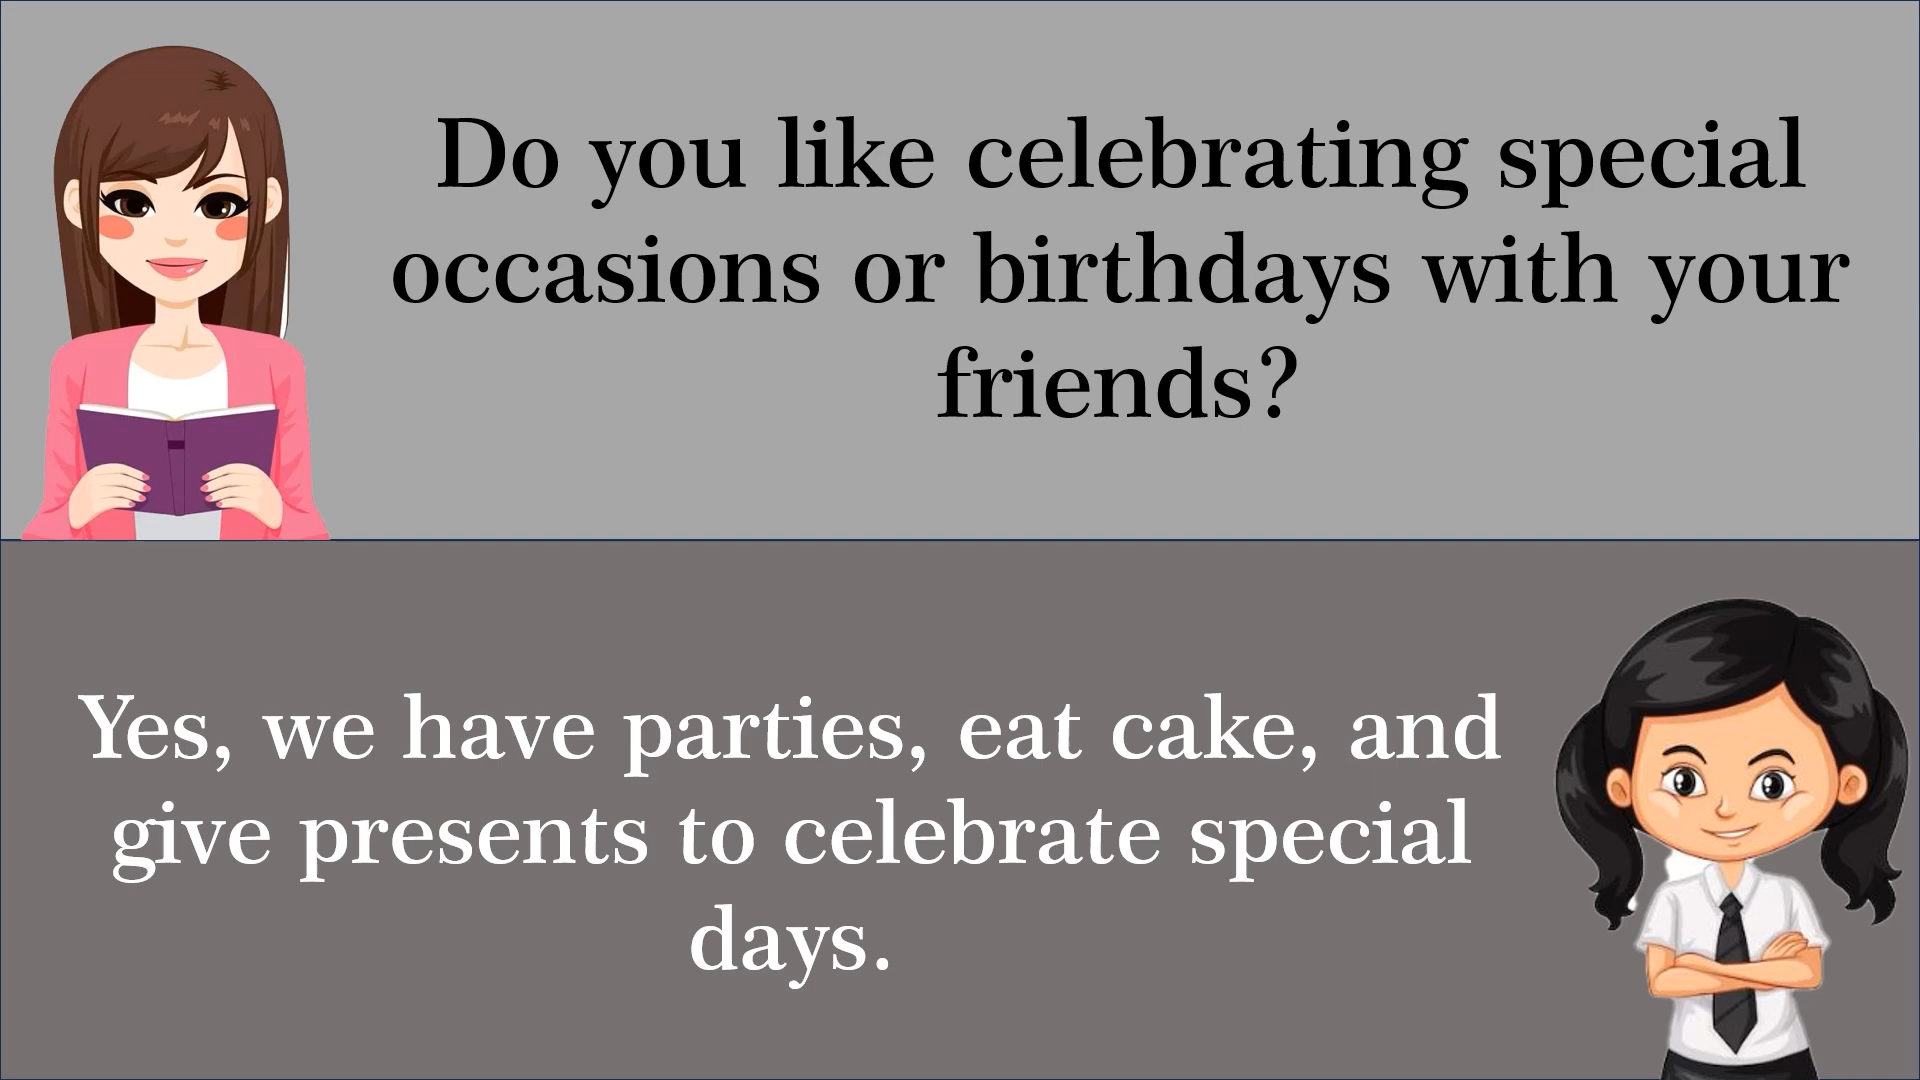 Do you like celebrating special
occasions or birthdays with your
friends?
Yes, we have parties, eat cake, and
give presents to celebrate special
days.